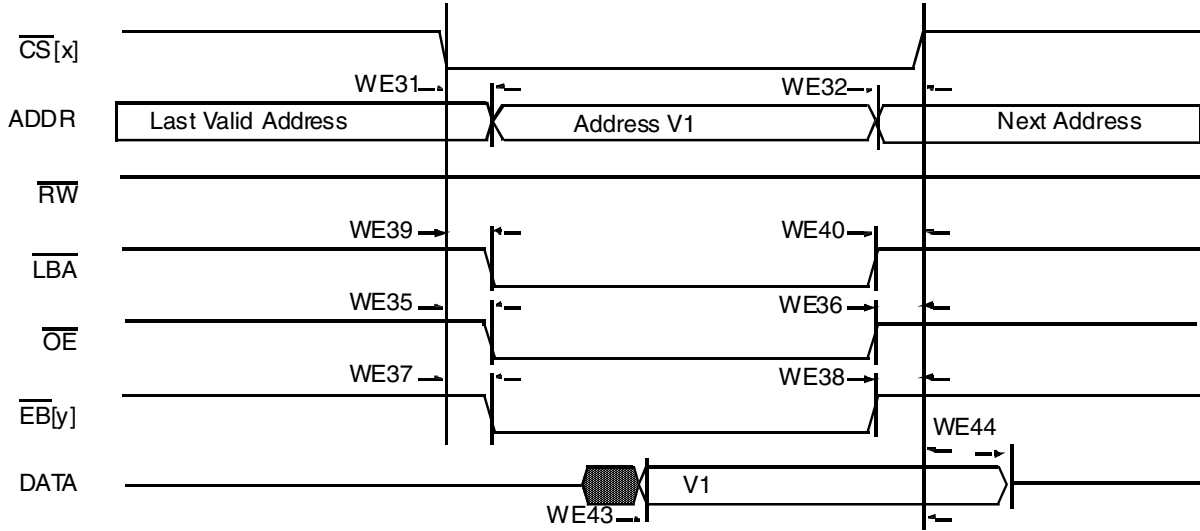 CS[x]
WE31
WE32
ADDR
Last Valid Address
Address V1
Next Address
RW
WE39
WE40
LBA
WE35
WE36
OE
WE37
WE38
EB[y]
WE44
DATA
V1
WE43